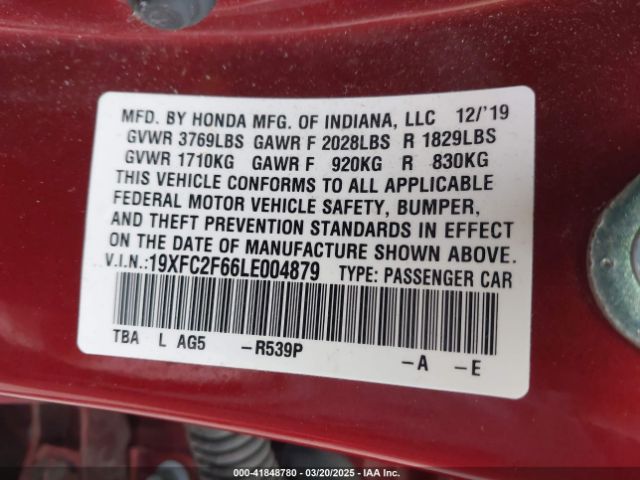 MFD. BY HONDA MFG. OF INDIANA, LLC 12/'19
GVWR 3769LBS GAWR F 2028LBS R 1829LBS
GVWR 1710KG GAWR F 920KG R 830KG
THIS VEHICLE CONFORMS TO ALL APPLICABLE
FEDERAL MOTOR VEHICLE SAFETY, BUMPER,
AND THEFT PREVENTION STANDARDS IN EFFECT
ON THE DATE OF MANUFACTURE SHOWN ABOVE.
V.I.N.:19XFC2F66LE004879 TYPE: PASSENGER CAR
TBA L AG5 -R539P -A -E
000-41848780 — 03/20/2025 — IAA Inc.